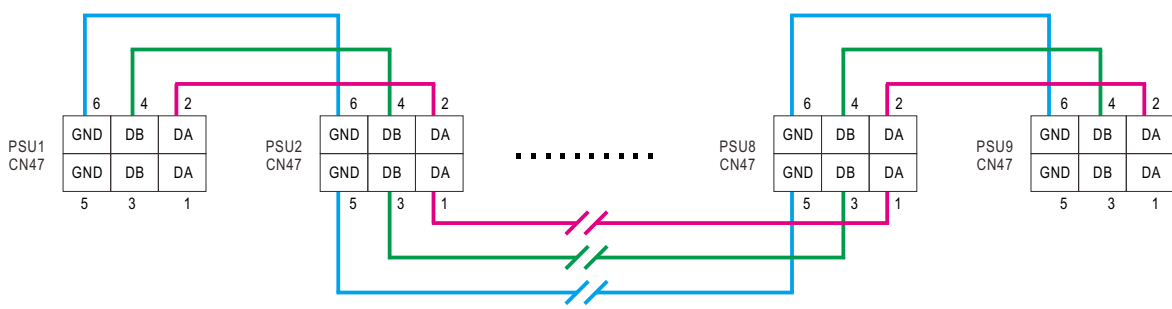 6 4 2 6 4 2 6 4 2 6 4 2
PSU1
CN47
GND DB DA
GND DB DA
PSU2
CN47
GND DB DA
GND DB DA
..........
PSU8
CN47
GND DB DA
GND DB DA
PSU9
CN47
GND DB DA
GND DB DA
5 3 1 5 3 1 5 3 1 5 3 1